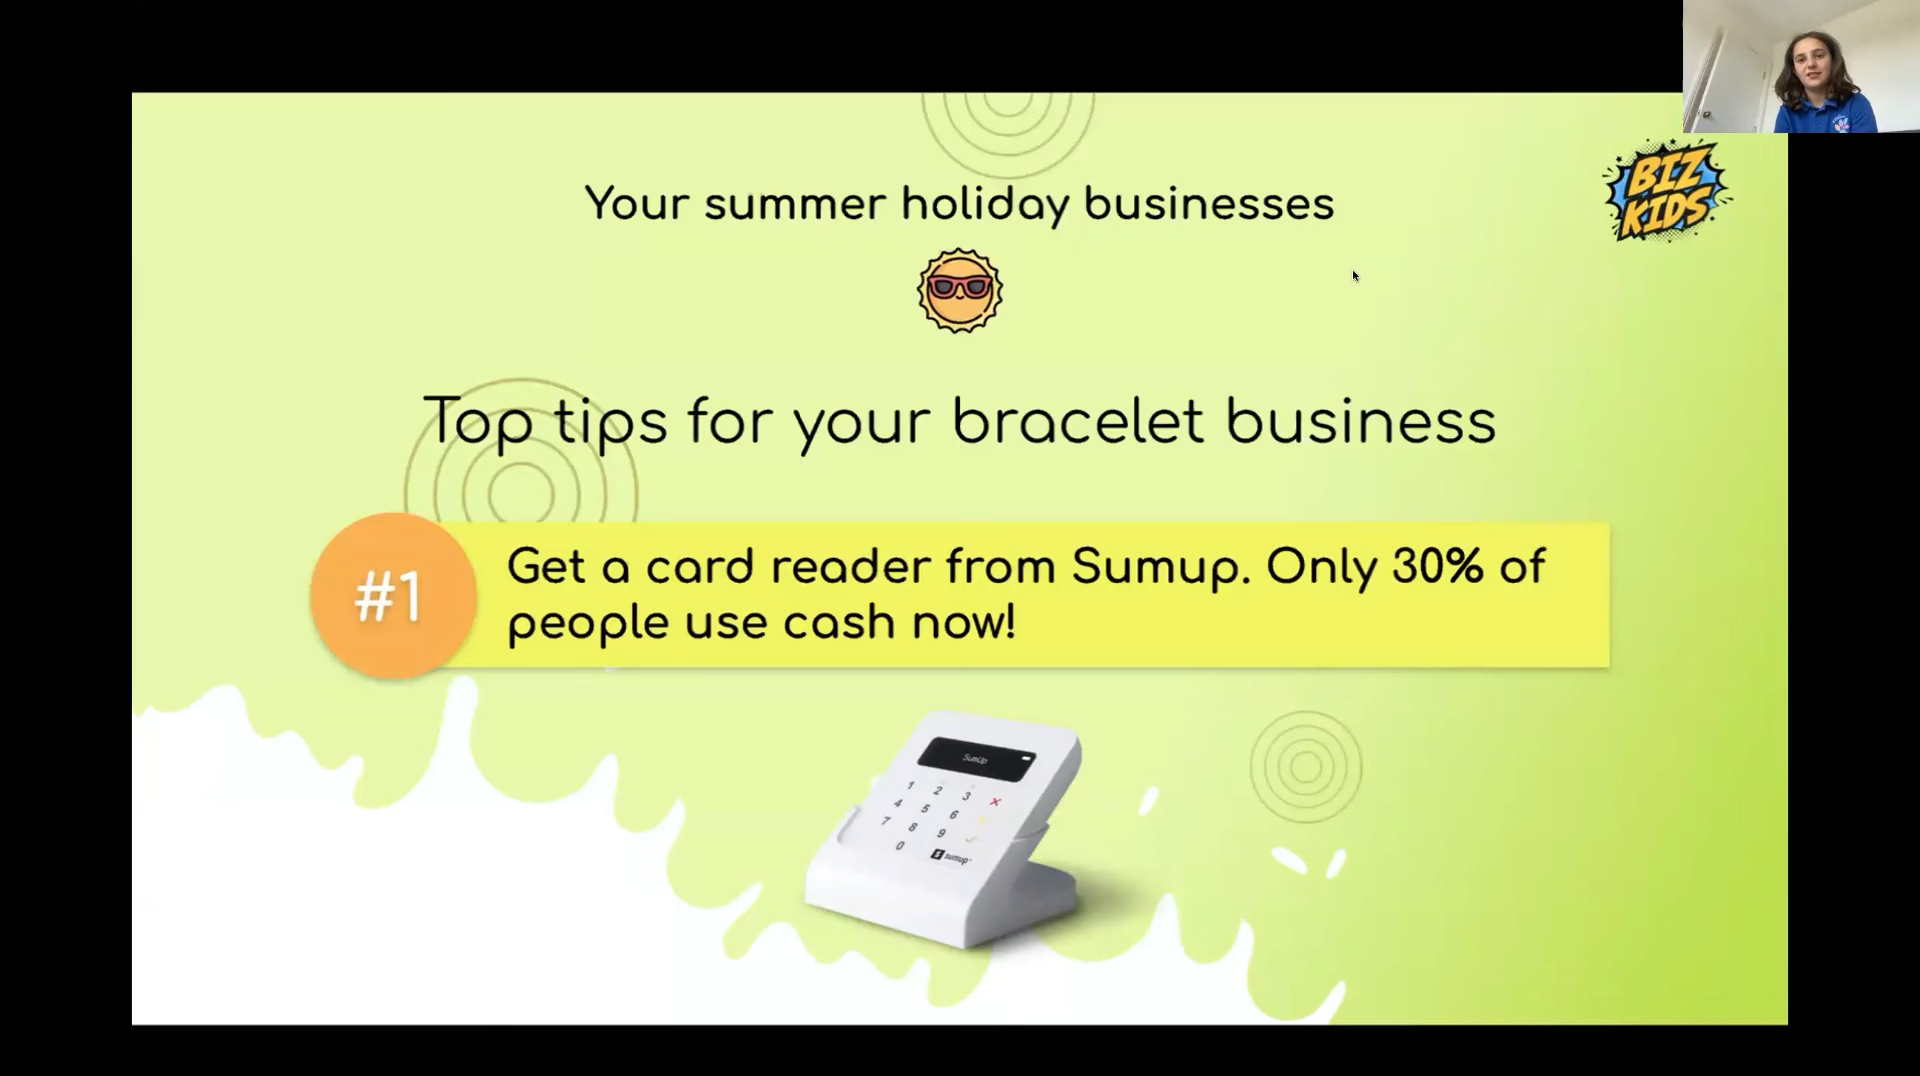 BIZ
KIDS
Your summer holiday businesses
Top tips for your bracelet business
#1
Get a card reader from Sumup. Only 30% of
people use cash now!
SumUp
1 2 3
4 5 6
7 8 9
0
sumup